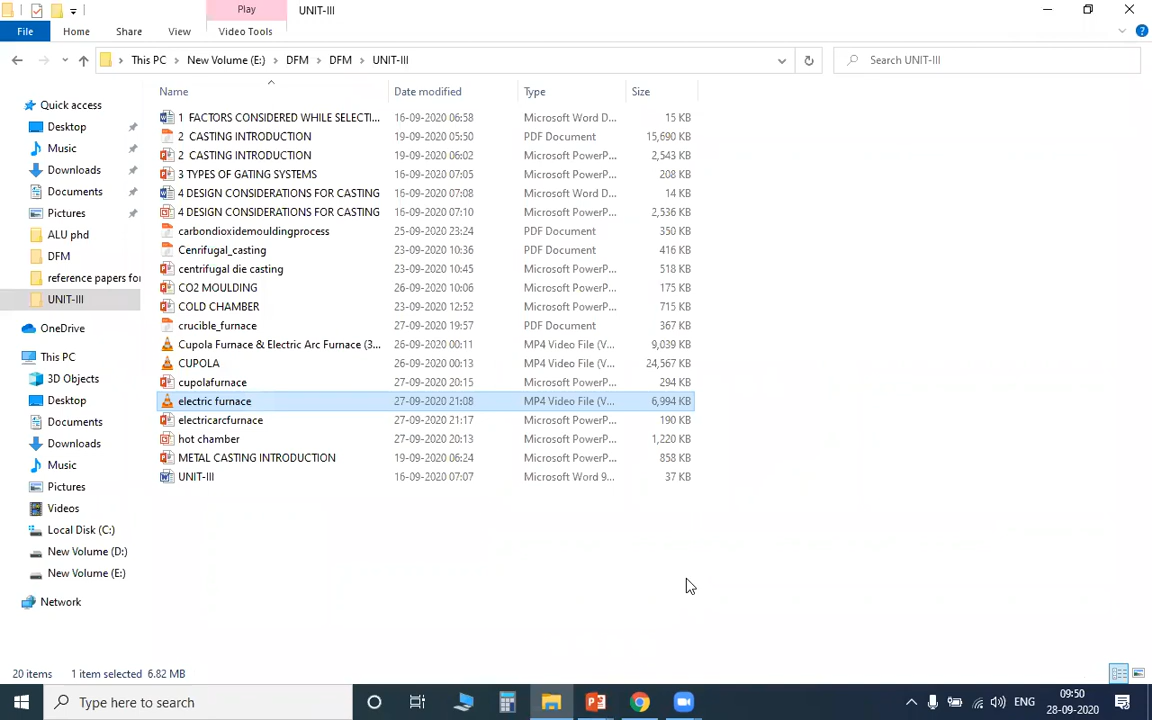 Play
UNIT-III
File
Home
Share
View
Video Tools
This PC
New Volume (E:)
DFM
DFM
UNIT-III
Search UNIT-III
Name
Date modified
Type
Size
Quick access
Desktop
Music
Downloads
Documents
Pictures
ALU phd
DFM
reference papers for
UNIT-III
OneDrive
This PC
3D Objects
Desktop
Documents
Downloads
Music
Pictures
Videos
Local Disk (C:)
New Volume (D:)
New Volume (E:)
Network
1 FACTORS CONSIDERED WHILE SELECTI... 16-09-2020 06:58 Microsoft Word D... 15 KB
2 CASTING INTRODUCTION 19-09-2020 05:50 PDF Document 15,690 KB
2 CASTING INTRODUCTION 19-09-2020 06:02 Microsoft PowerP... 2,543 KB
3 TYPES OF GATING SYSTEMS 16-09-2020 07:05 Microsoft PowerP... 208 KB
4 DESIGN CONSIDERATIONS FOR CASTING 16-09-2020 07:08 Microsoft Word D... 14 KB
4 DESIGN CONSIDERATIONS FOR CASTING 16-09-2020 07:10 Microsoft PowerP... 2,536 KB
carbondioxidemouldingprocess 25-09-2020 23:24 PDF Document 350 KB
Cenrifugal_casting 23-09-2020 10:36 PDF Document 416 KB
centrifugal die casting 23-09-2020 10:45 Microsoft PowerP... 518 KB
CO2 MOULDING 26-09-2020 10:06 Microsoft PowerP... 175 KB
COLD CHAMBER 23-09-2020 12:52 Microsoft PowerP... 715 KB
crucible_furnace 27-09-2020 19:57 PDF Document 367 KB
Cupola Furnace & Electric Arc Furnace (3... 26-09-2020 00:11 MP4 Video File (V... 9,039 KB
CUPOLA 26-09-2020 00:13 MP4 Video File (V... 24,567 KB
cupolafurnace 27-09-2020 20:15 Microsoft PowerP... 294 KB
electric furnace 27-09-2020 21:08 MP4 Video File (V... 6,994 KB
electricarcfurnace 27-09-2020 21:17 Microsoft PowerP... 190 KB
hot chamber 27-09-2020 20:13 Microsoft PowerP... 1,220 KB
METAL CASTING INTRODUCTION 19-09-2020 06:24 Microsoft PowerP... 858 KB
UNIT-III 16-09-2020 07:07 Microsoft Word 9... 37 KB
20 items 1 item selected 6.82 MB
Type here to search
ENG
09:50
28-09-2020